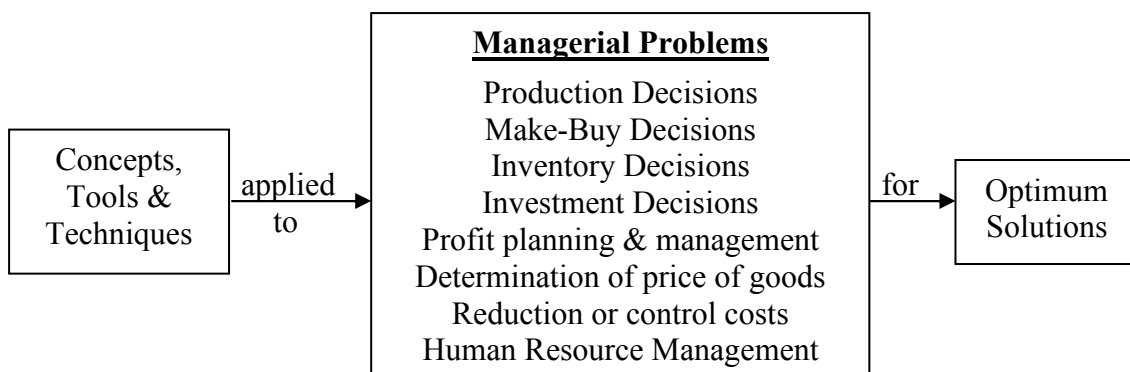 Concepts,
Tools &
Techniques
applied
to
Managerial Problems
Production Decisions
Make-Buy Decisions
Inventory Decisions
Investment Decisions
Profit planning & management
Determination of price of goods
Reduction or control costs
Human Resource Management
for
Optimum
Solutions